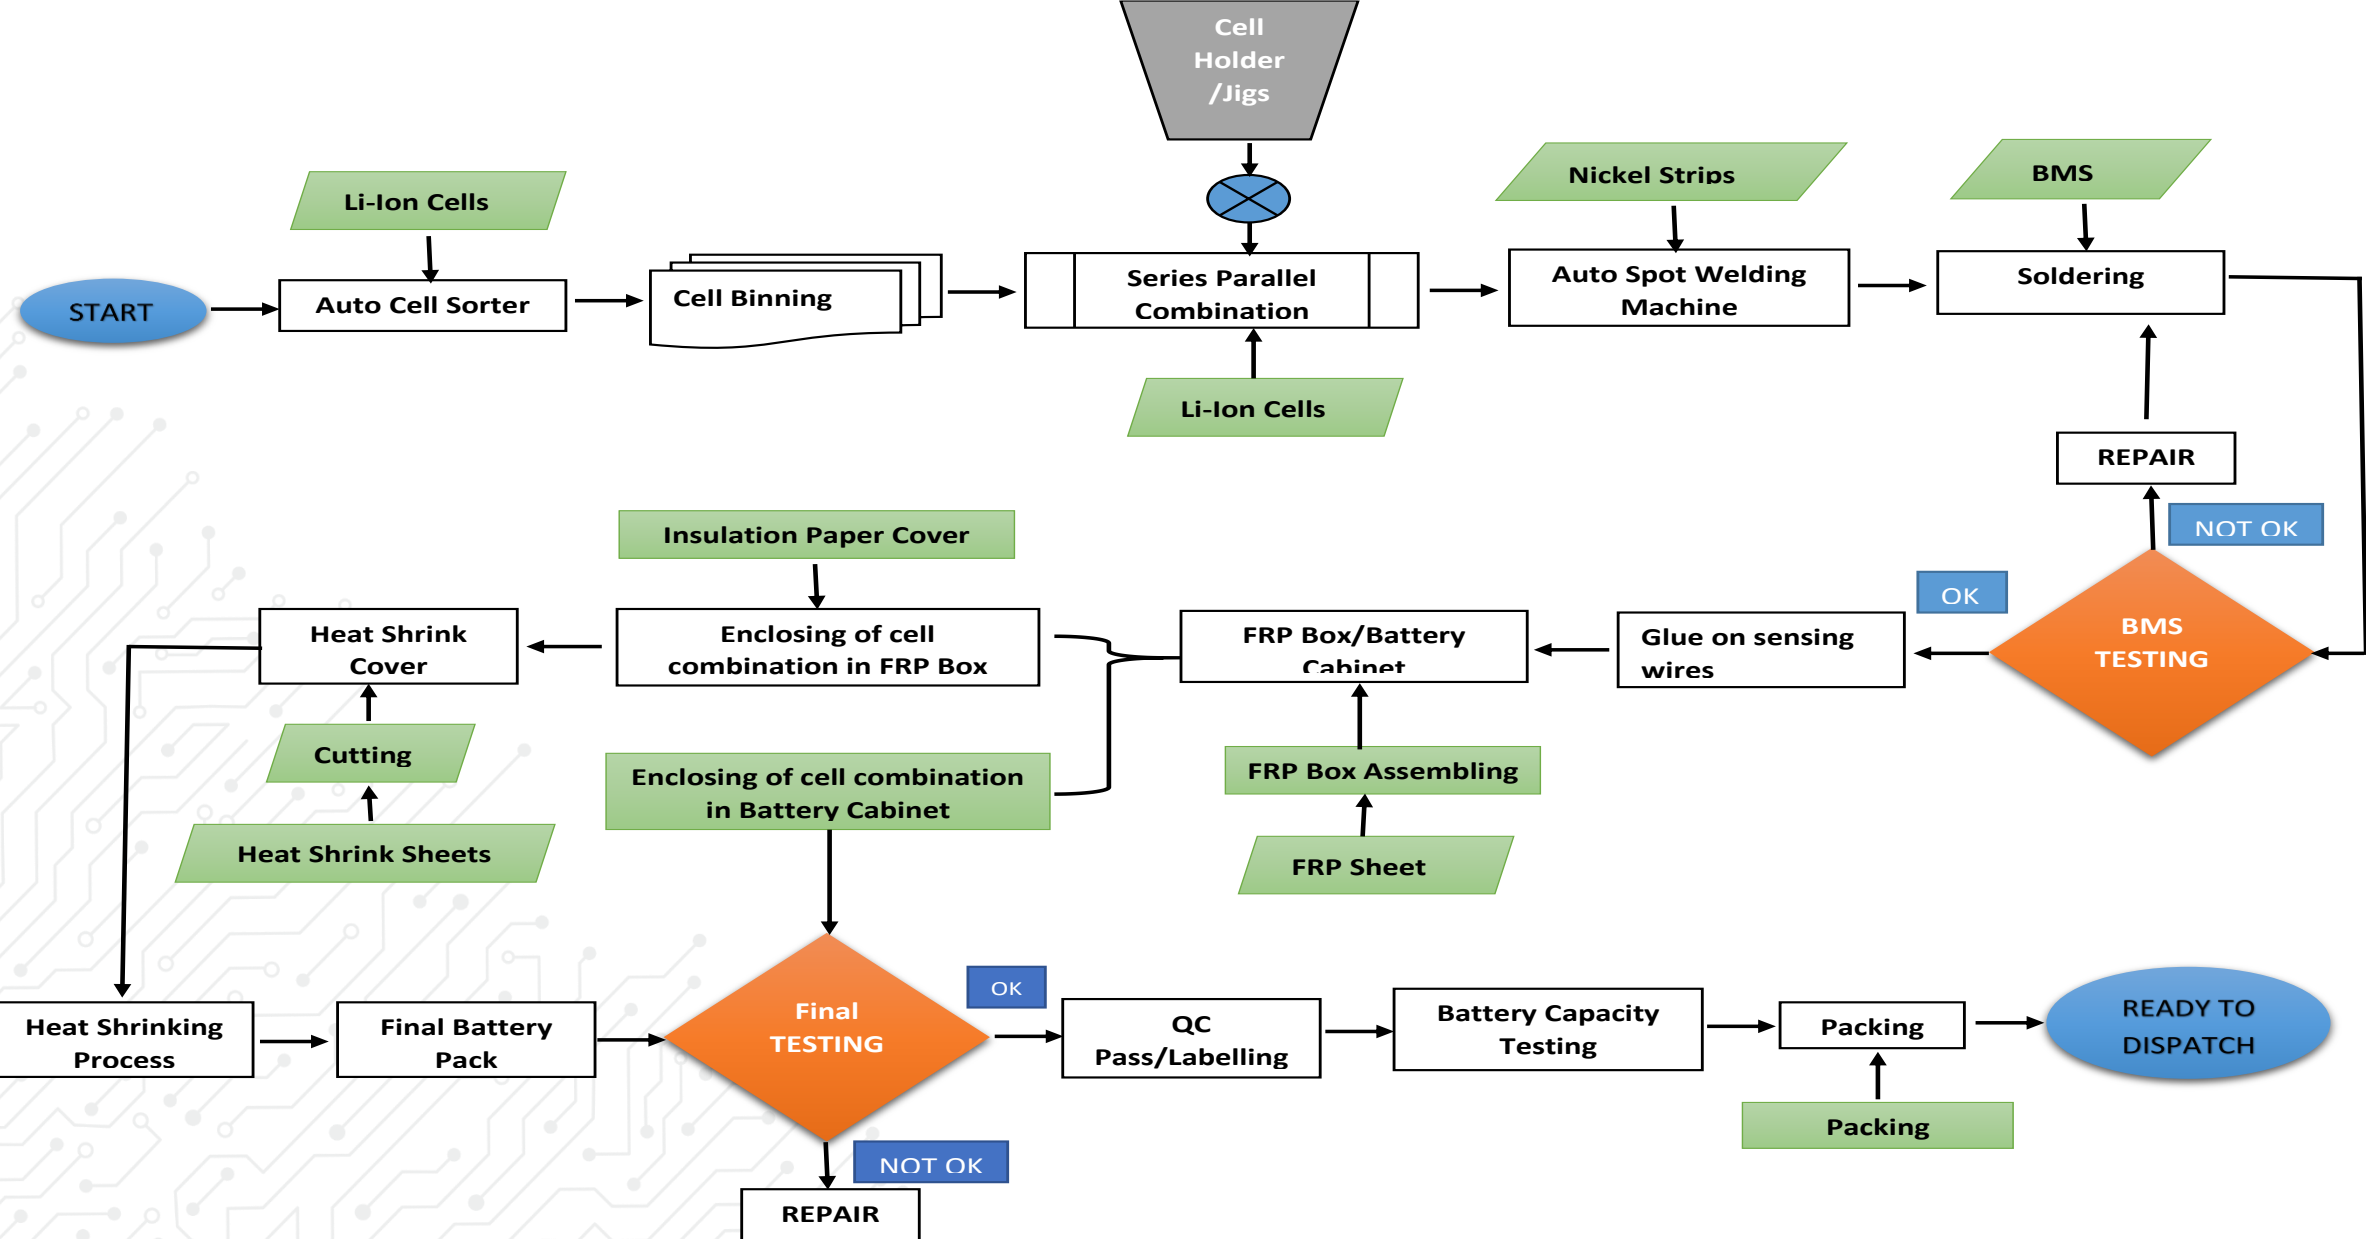 Cell
Holder
/Jigs
Nickel Strips
BMS
Li-Ion Cells
START
Auto Cell Sorter
Cell Binning
Series Parallel
Combination
Auto Spot Welding
Machine
Soldering
Li-Ion Cells
REPAIR
NOT OK
Insulation Paper Cover
OK
BMS
TESTING
Heat Shrink
Cover
Enclosing of cell
combination in FRP Box
FRP Box/Battery
Cabinet
Glue on sensing
wires
Cutting
Enclosing of cell combination
in Battery Cabinet
FRP Box Assembling
Heat Shrink Sheets
FRP Sheet
Heat Shrinking
Process
Final Battery
Pack
Final
TESTING
OK
QC
Pass/Labelling
Battery Capacity
Testing
Packing
READY TO
DISPATCH
Packing
NOT OK
REPAIR